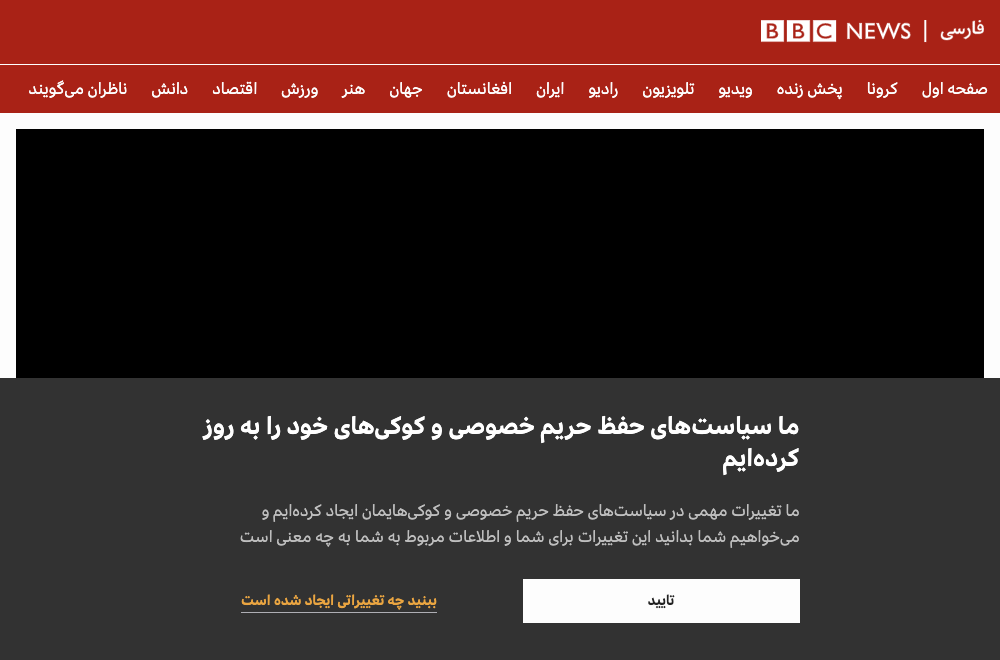 BBC NEWS | فارسی
صفحه اول کرونا پخش زنده ویدیو تلویزیون رادیو ایران افغانستان جهان هنر ورزش اقتصاد دانش ناظران می‌گویند
ما سیاست‌های حفظ حریم خصوصی و کوکی‌های خود را به روز
کرده‌ایم
ما تغییرات مهمی در سیاست‌های حفظ حریم خصوصی و کوکی‌هایمان ایجاد کرده‌ایم و
می‌خواهیم شما بدانید این تغییرات برای شما و اطلاعات مربوط به شما به چه معنی است
تایید
ببنید چه تغییراتی ایجاد شده است